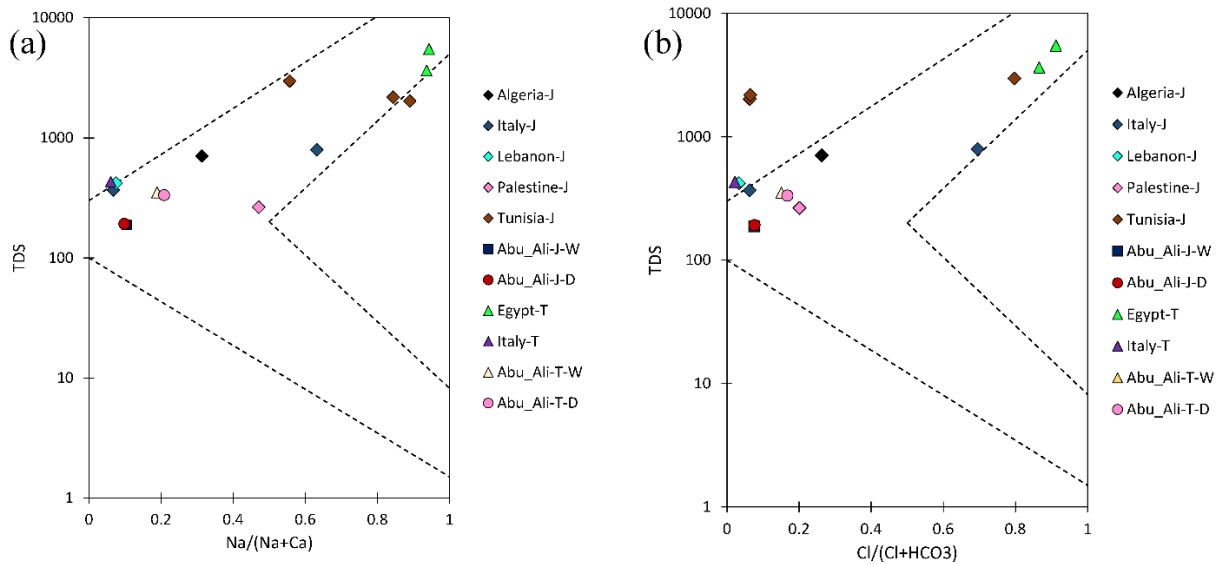 (a)
10000
1000
100
10
1
TDS
0
0.2
0.4
0.6
0.8
1
Na/(Na+Ca)
Algeria-J
Italy-J
Lebanon-J
Palestine-J
Tunisia-J
Abu_Ali-J-W
Abu_Ali-J-D
Egypt-T
Italy-T
Abu_Ali-T-W
Abu_Ali-T-D
(b)
10000
1000
100
10
1
TDS
0
0.2
0.4
0.6
0.8
1
Cl/(Cl+HCO3)
Algeria-J
Italy-J
Lebanon-J
Palestine-J
Tunisia-J
Abu_Ali-J-W
Abu_Ali-J-D
Egypt-T
Italy-T
Abu_Ali-T-W
Abu_Ali-T-D